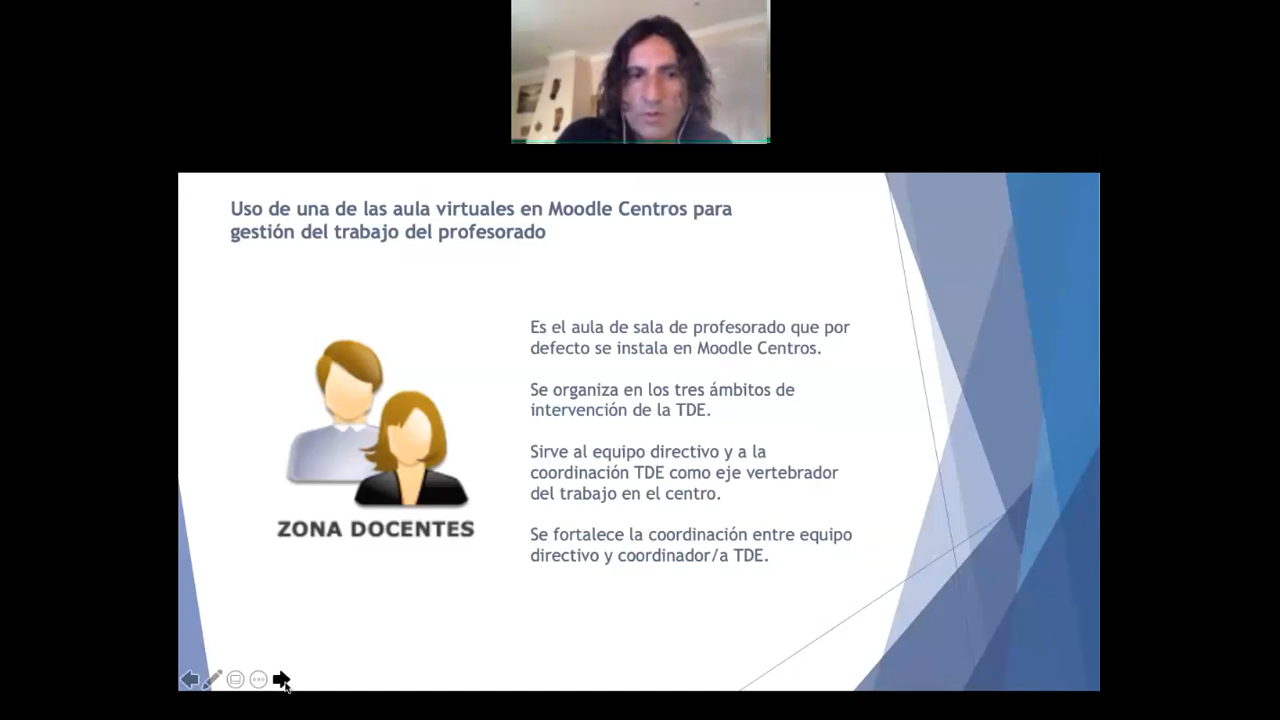 Uso de una de las aula virtuales en Moodle Centros para
gestión del trabajo del profesorado
Es el aula de sala de profesorado que por
defecto se instala en Moodle Centros.
Se organiza en los tres ámbitos de
intervención de la TDE.
Sirve al equipo directivo y a la
coordinación TDE como eje vertebrador
del trabajo en el centro.
Se fortalece la coordinación entre equipo
directivo y coordinador/a TDE.
ZONA DOCENTES